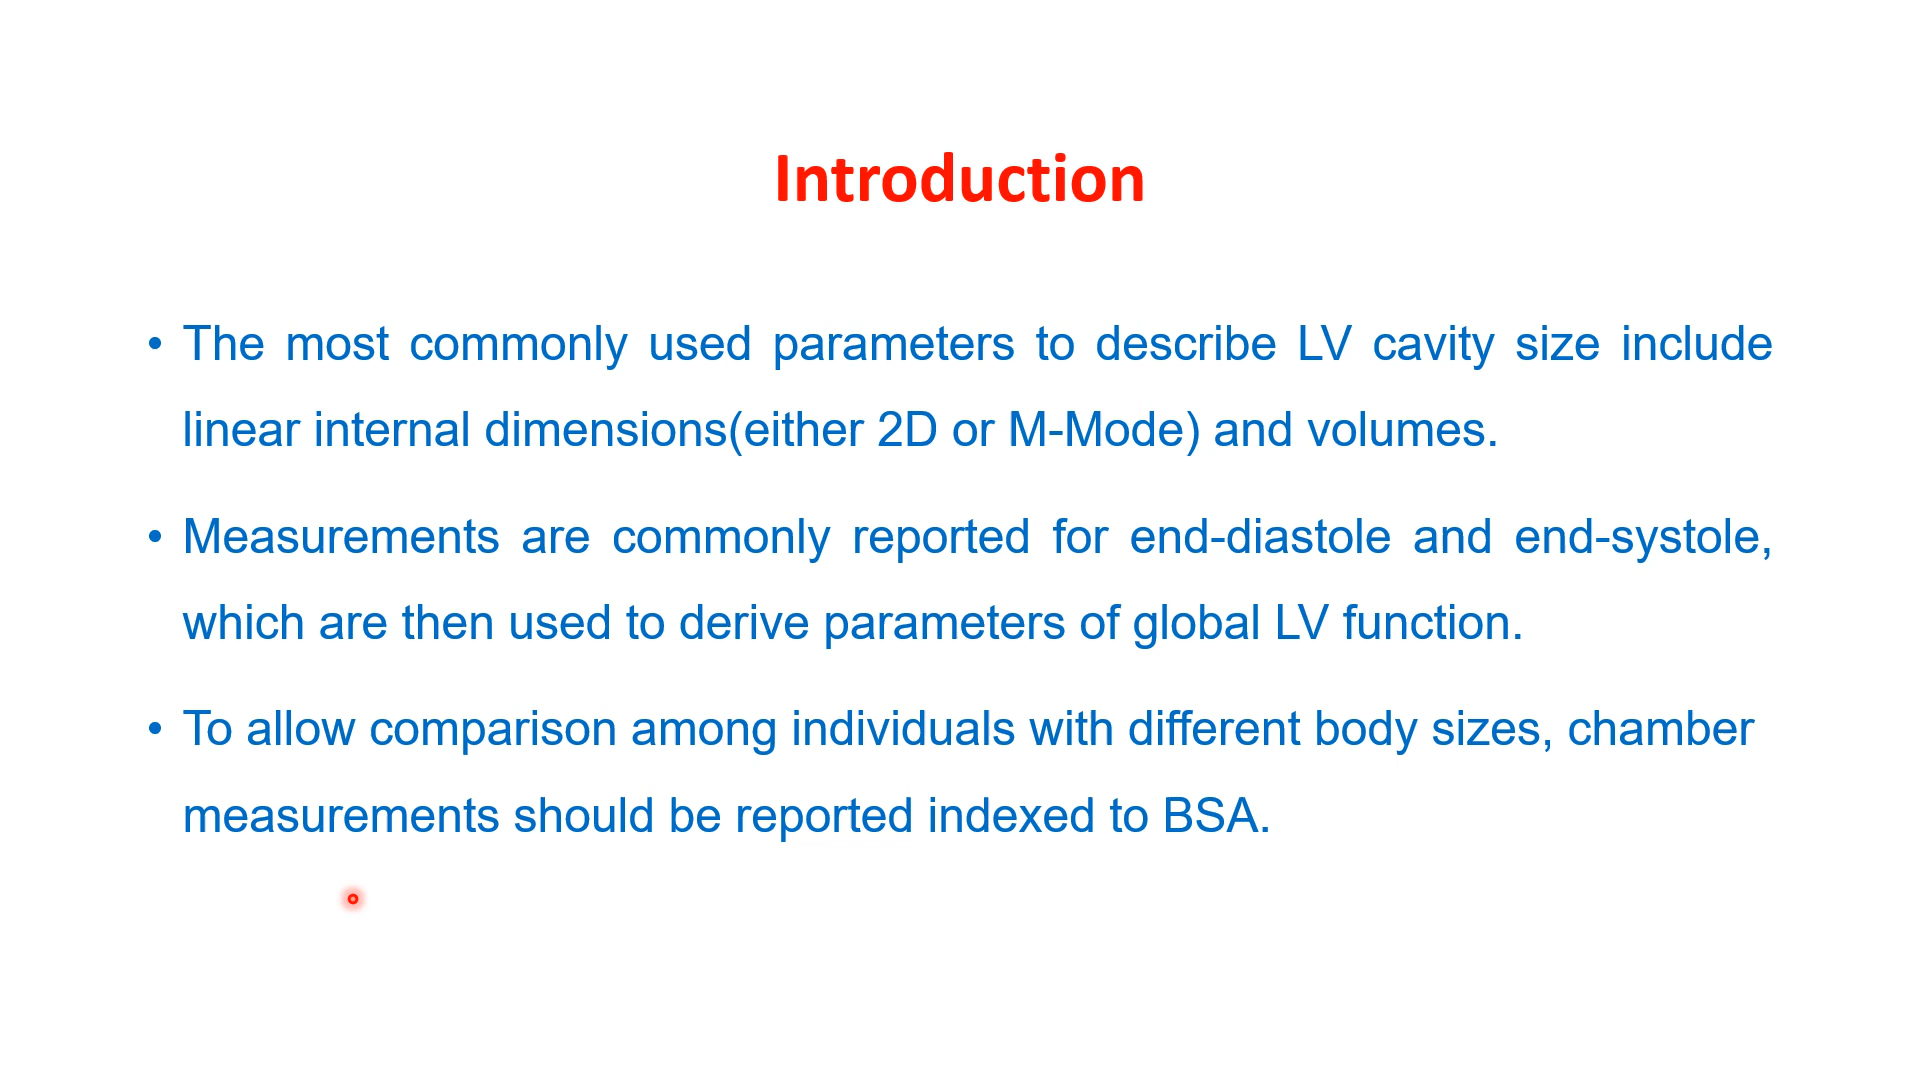 Introduction
• The most commonly used parameters to describe LV cavity size include
linear internal dimensions(either 2D or M-Mode) and volumes.
• Measurements are commonly reported for end-diastole and end-systole,
which are then used to derive parameters of global LV function.
• To allow comparison among individuals with different body sizes, chamber
measurements should be reported indexed to BSA.